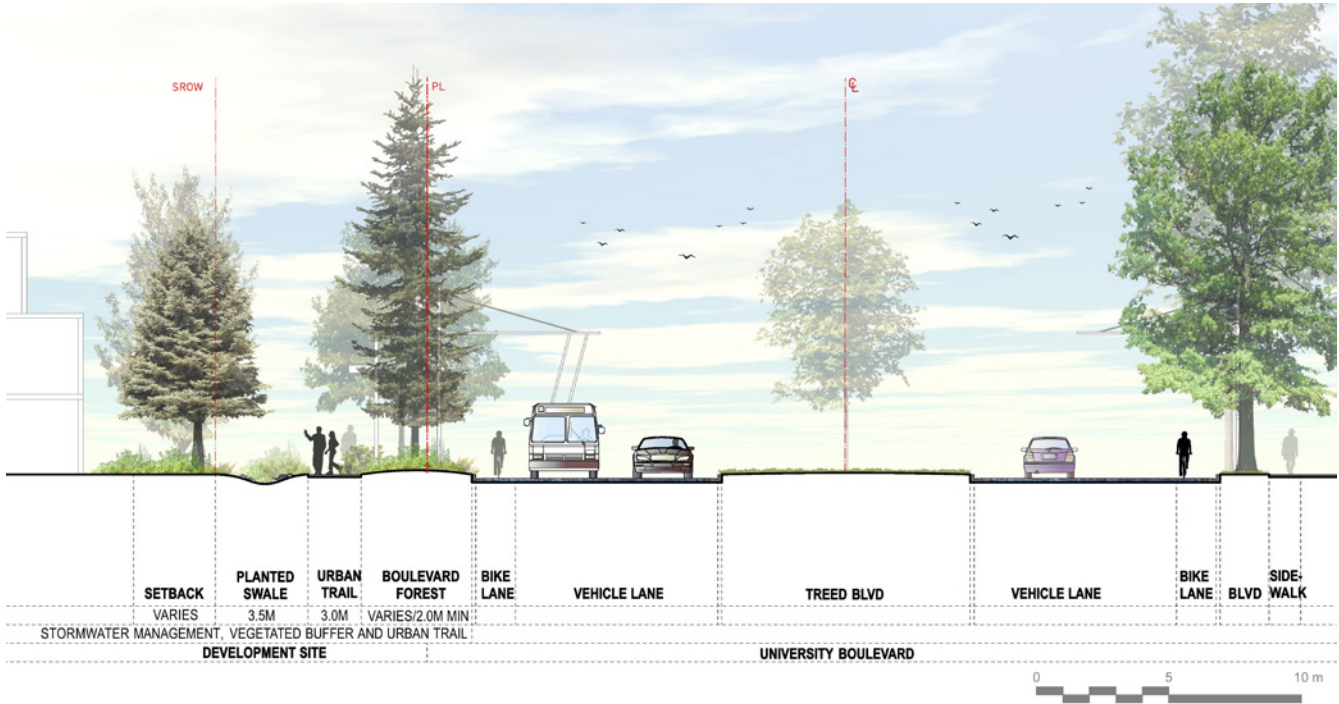 SROW
PL
℄
SETBACK
PLANTED
SWALE
URBAN
TRAIL
BOULEVARD
FOREST
BIKE
LANE
VEHICLE LANE
TREED BLVD
VEHICLE LANE
BIKE
LANE
BLVD
SIDE-
WALK
VARIES
3.5M
3.0M
VARIES/2.0M MIN
STORMWATER MANAGEMENT, VEGETATED BUFFER AND URBAN TRAIL
DEVELOPMENT SITE
UNIVERSITY BOULEVARD
0
5
10 m